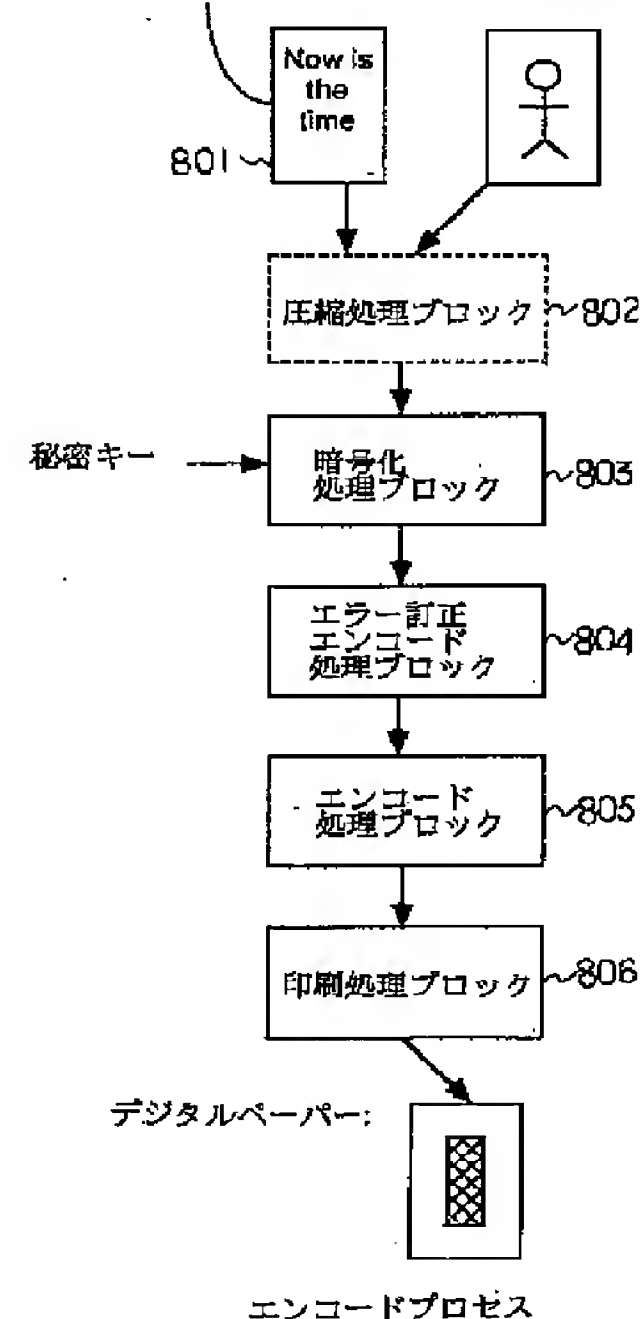 Now is
the
time
801
圧縮処理ブロック
802
秘密キー
暗号化
処理ブロック
803
エラー訂正
エンコード
処理ブロック
804
エンコード
処理ブロック
805
印刷処理ブロック
806
デジタルペーパー:
エンコードプロセス